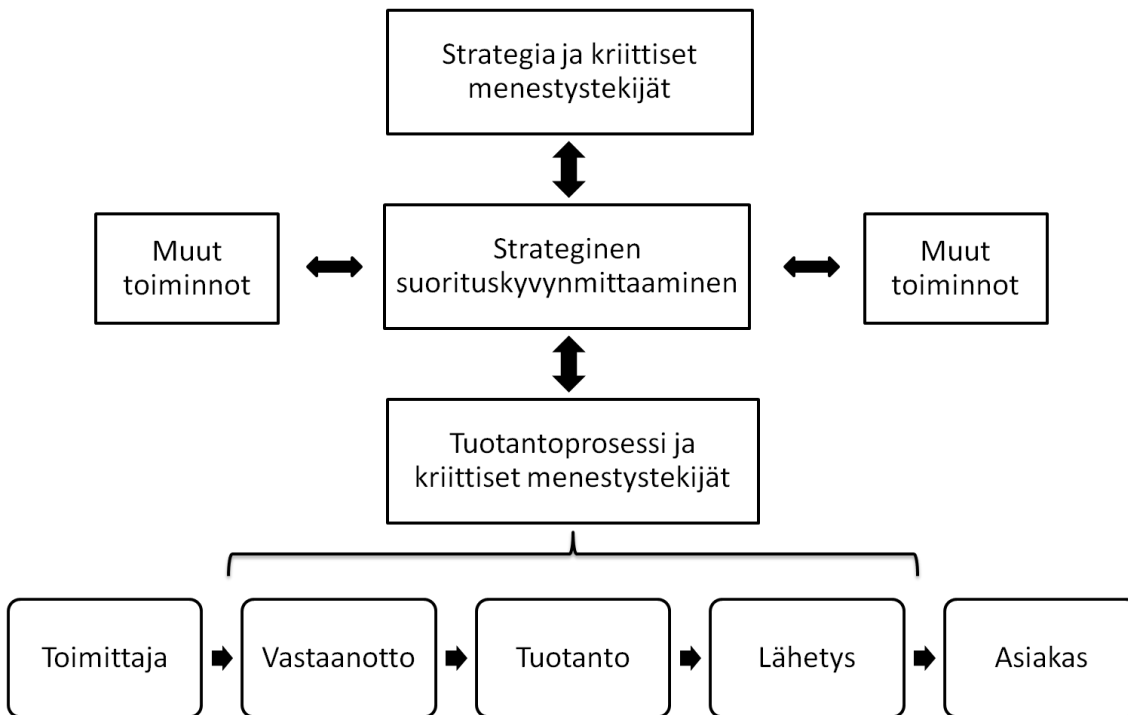 Strategia ja kriittiset
menestystekijät
Muut
toiminnot
Strateginen
suorituskyvynmittaaminen
Muut
toiminnot
Tuotantoprosessi ja
kriittiset menestystekijät
Toimittaja
Vastaanotto
Tuotanto
Lähetys
Asiakas